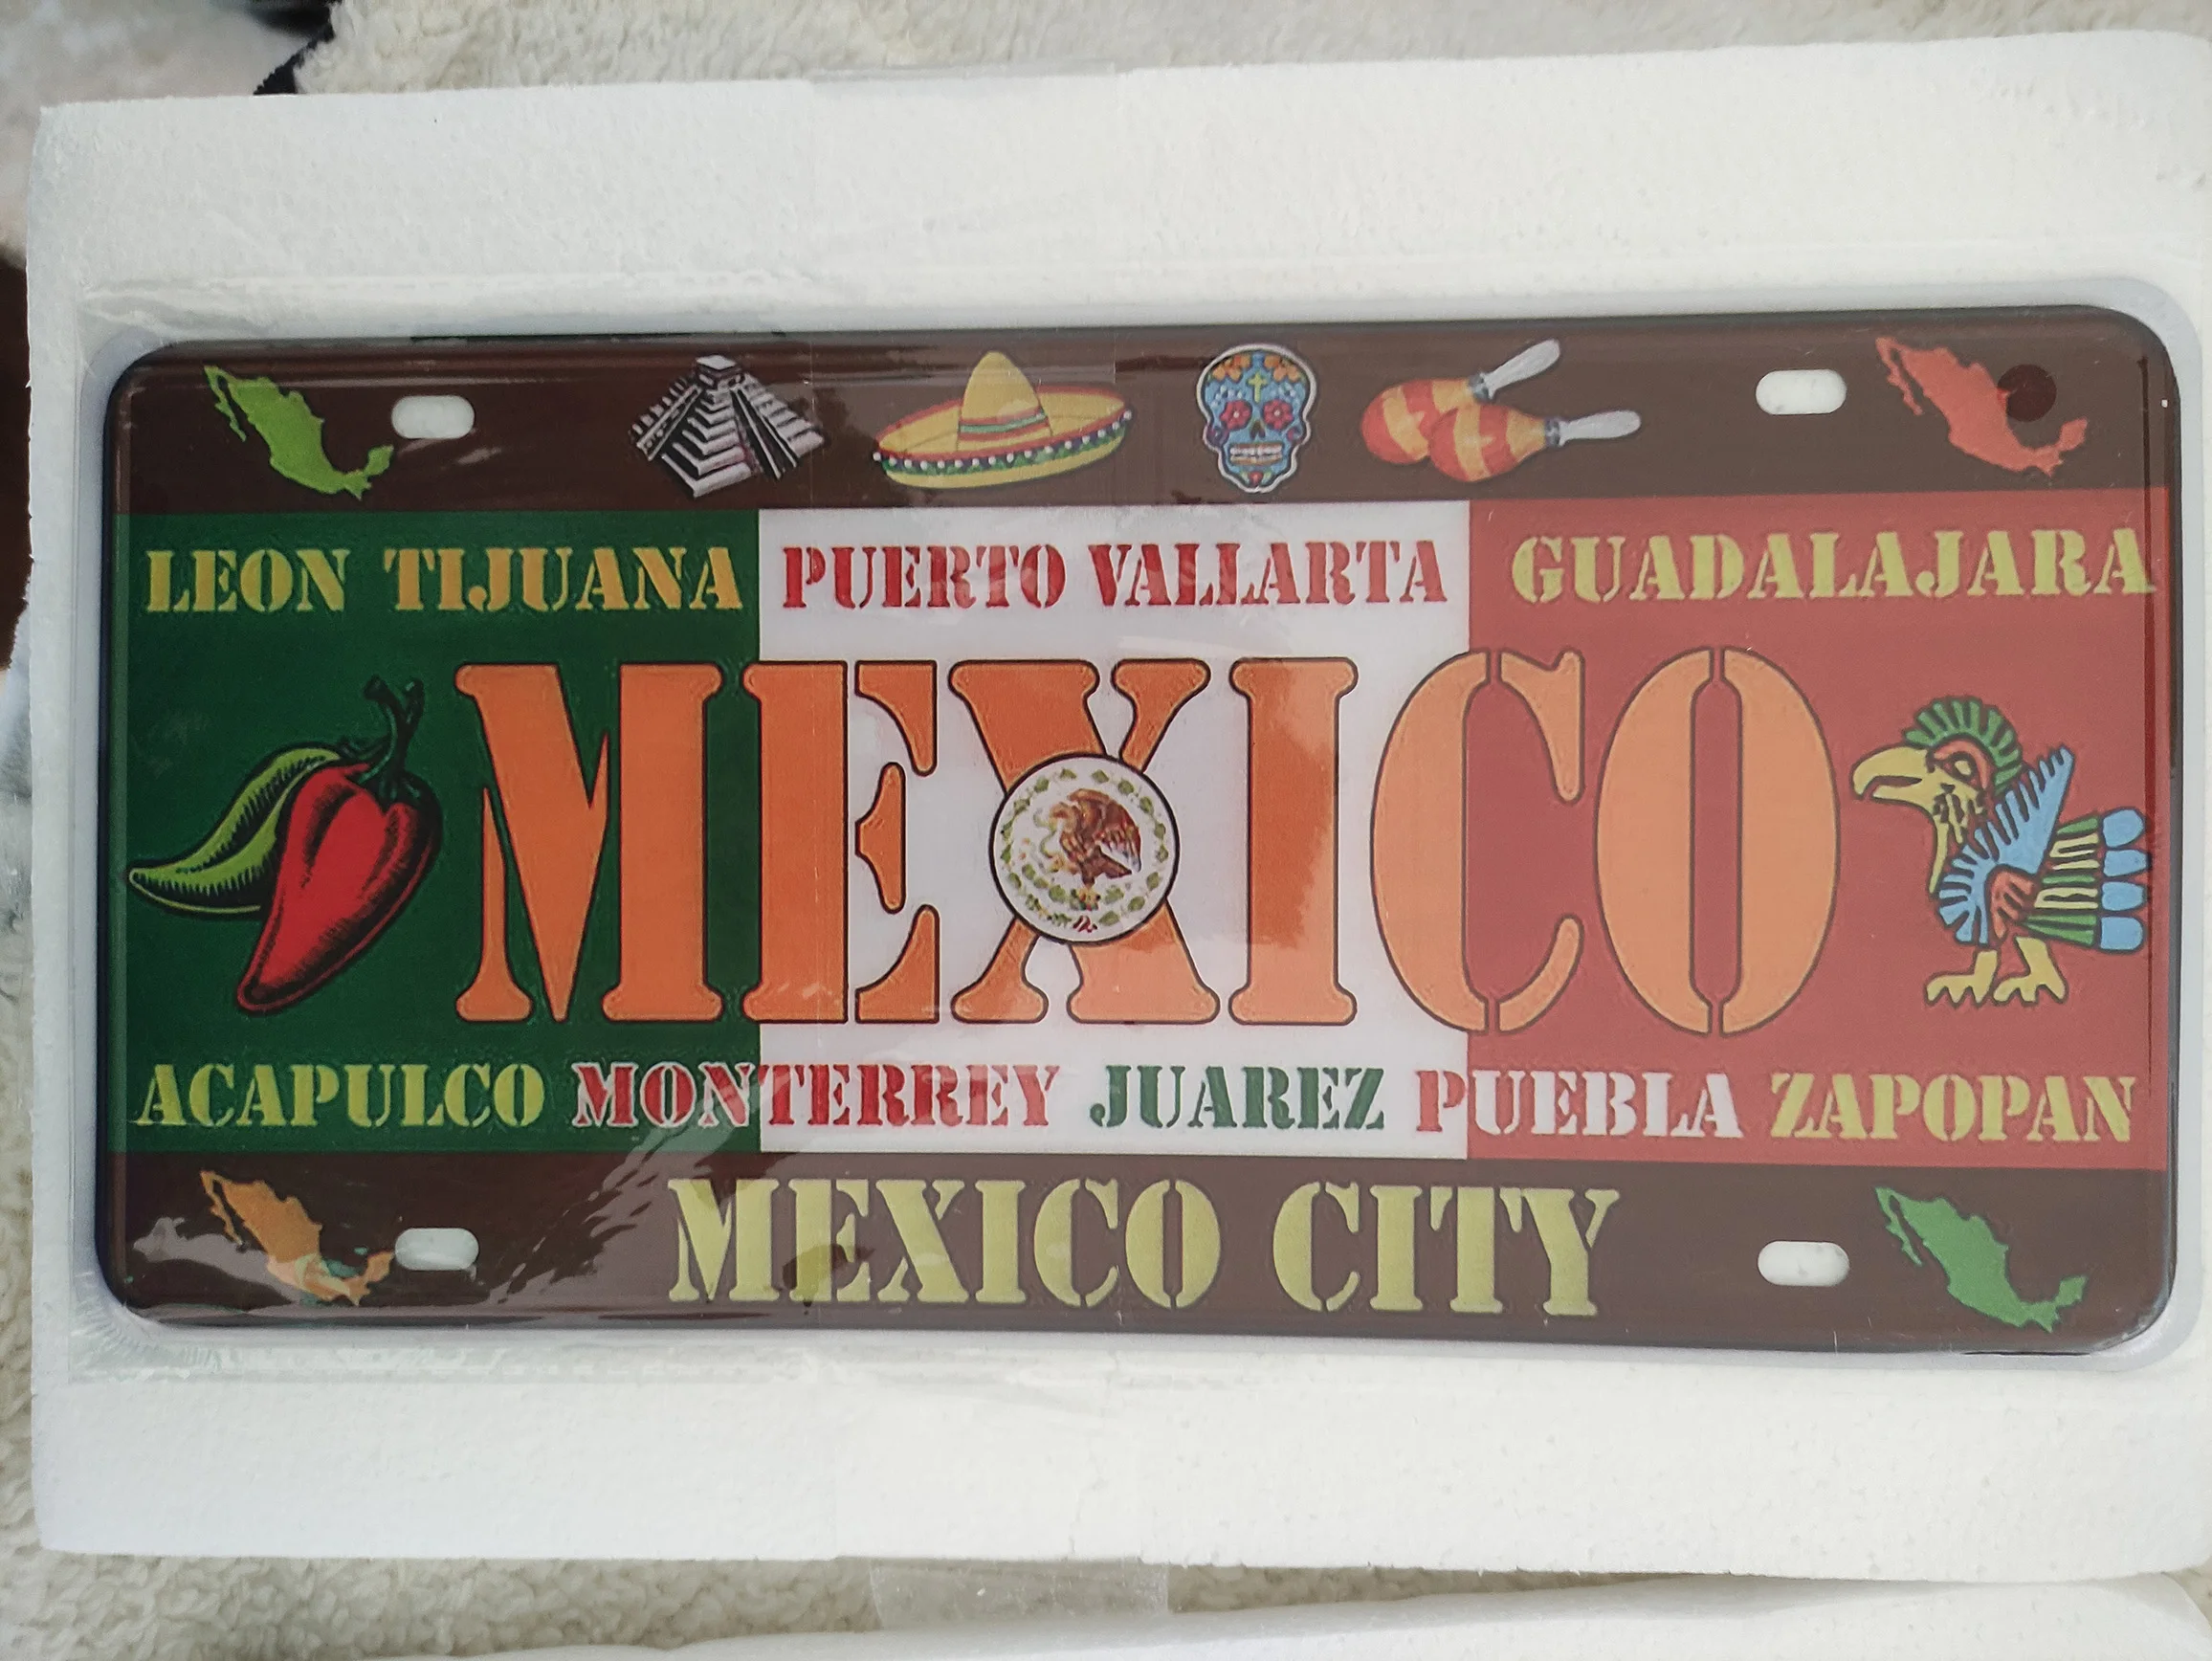 LEON TIJUANA PUERTO VALLARTA GUADALAJARA
MEXICO
ACAPULCO MONTERREY JUAREZ PUEBLA ZAPOPAN
MEXICO CITY